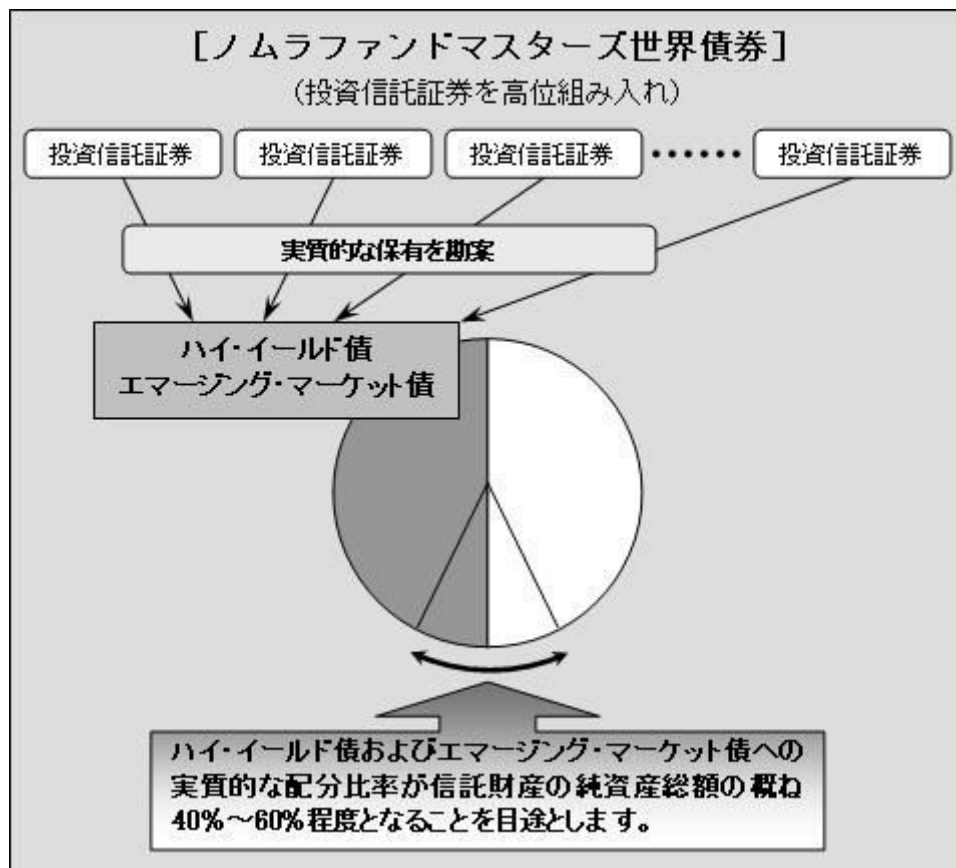 [ノムラファンドマスターズ世界債券]
(投資信託証券を高位組み入れ)
投資信託証券 投資信託証券 投資信託証券 ・・・・・・ 投資信託証券
実質的な保有を勘案
ハイ・イールド債
エマージング・マーケット債
ハイ・イールド債およびエマージング・マーケット債への
実質的な配分比率が信託財産の純資産総額の概ね
40%～60%程度となることを目途とします。